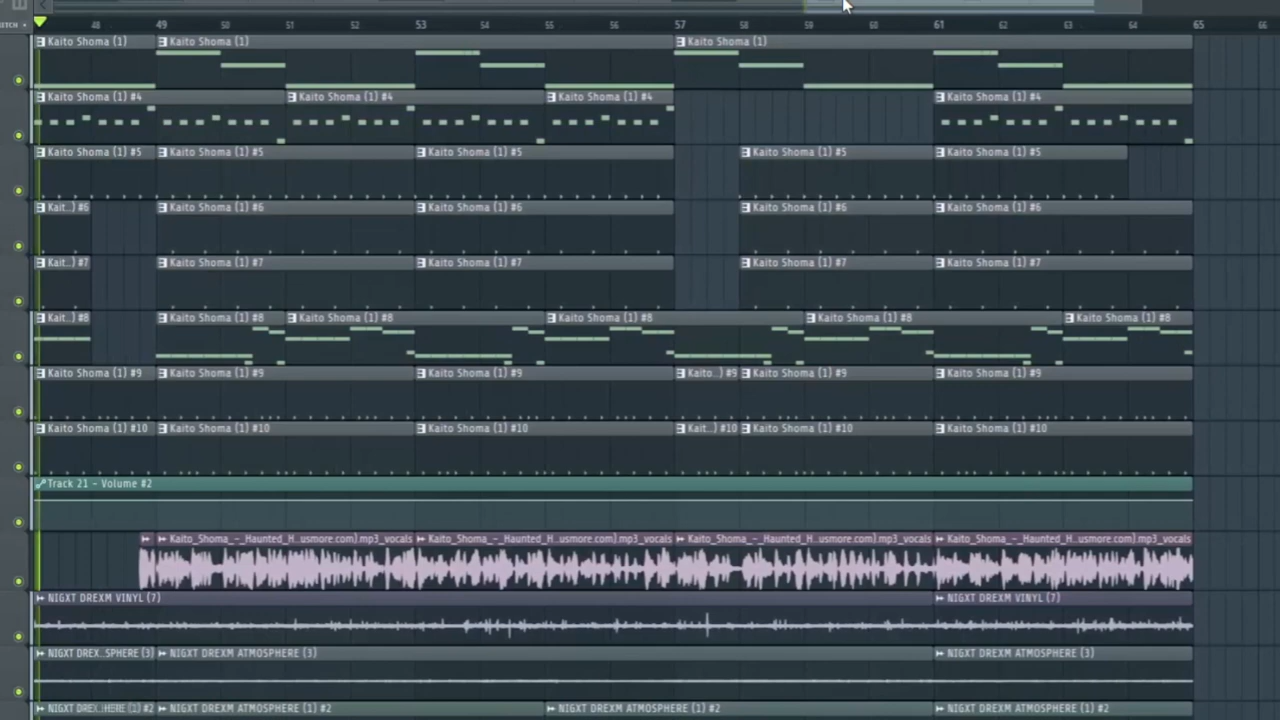 ETCH
48 49 50 51 52 53 54 55 56 57 58 59 60 61 62 63 64 65 66
Kaito Shoma (1) Kaito Shoma (1) Kaito Shoma (1)
Kaito Shoma (1) #4 Kaito Shoma (1) #4 Kaito Shoma (1) #4 Kaito Shoma (1) #4
Kaito Shoma (1) #5 Kaito Shoma (1) #5 Kaito Shoma (1) #5 Kaito Shoma (1) #5 Kaito Shoma (1) #5
Kait..) #6 Kaito Shoma (1) #6 Kaito Shoma (1) #6 Kaito Shoma (1) #6 Kaito Shoma (1) #6
Kait..) #7 Kaito Shoma (1) #7 Kaito Shoma (1) #7 Kaito Shoma (1) #7 Kaito Shoma (1) #7
Kait..) #8 Kaito Shoma (1) #8 Kaito Shoma (1) #8 Kaito Shoma (1) #8 Kaito Shoma (1) #8 Kaito Shoma (1) #8
Kaito Shoma (1) #9 Kaito Shoma (1) #9 Kaito Shoma (1) #9 Kaito..) #9 Kaito Shoma (1) #9 Kaito Shoma (1) #9
Kaito Shoma (1) #10 Kaito Shoma (1) #10 Kaito Shoma (1) #10 Kait..) #10 Kaito Shoma (1) #10 Kaito Shoma (1) #10
Track 21 - Volume #2
Kaito_Shoma_-_Haunted_H..usmore.com).mp3_vocals Kaito_Shoma_-_Haunted_H..usmore.com).mp3_vocals Kaito_Shoma_-_Haunted_H..usmore.com).mp3_vocals Kaito_Shoma_-_Haunted_H..usmore.com).mp3_vocals
NIGXT DREXM VINYL (7) NIGXT DREXM VINYL (7)
NIGXT DREX..SPHERE (3) NIGXT DREXM ATMOSPHERE (3) NIGXT DREXM ATMOSPHERE (3)
NIGXT DREX..HERE (1) #2 NIGXT DREXM ATMOSPHERE (1) #2 NIGXT DREXM ATMOSPHERE (1) #2 NIGXT DREXM ATMOSPHERE (1) #2